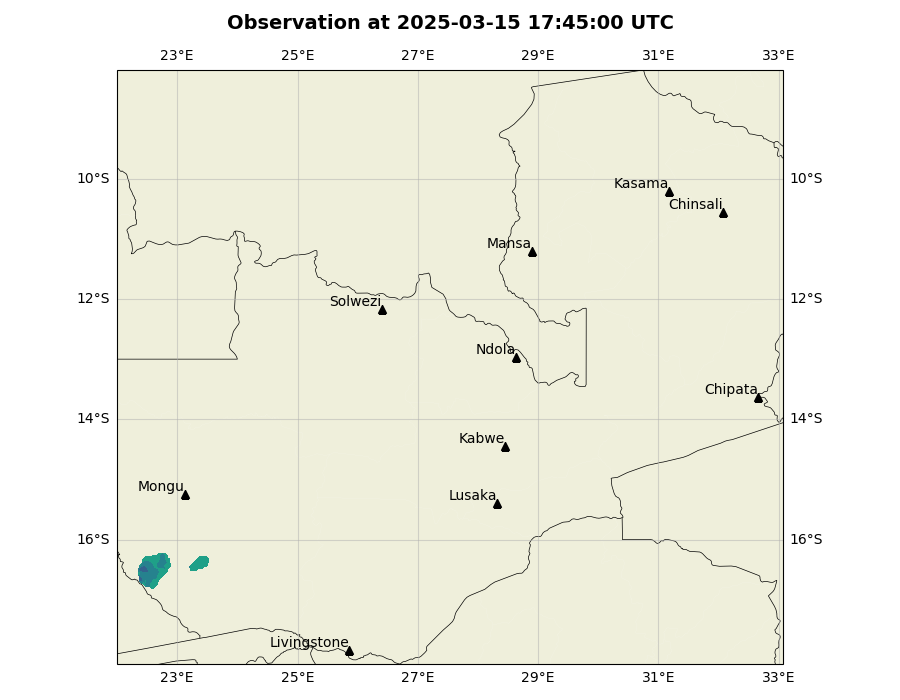 Observation at 2025-03-15 17:45:00 UTC
23°E 25°E 27°E 29°E 31°E 33°E
10°S 10°S
Kasama
Chinsali
Mansa
12°S 12°S
Solwezi
Ndola
Chipata
14°S 14°S
Kabwe
Mongu
Lusaka
16°S 16°S
Livingstone
23°E 25°E 27°E 29°E 31°E 33°E